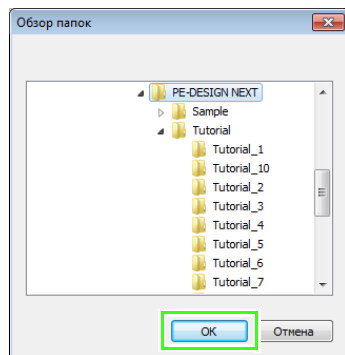 Обзор папок
PE-DESIGN NEXT
Sample
Tutorial
Tutorial_1
Tutorial_10
Tutorial_2
Tutorial_3
Tutorial_4
Tutorial_5
Tutorial_6
Tutorial_7
OK Отмена